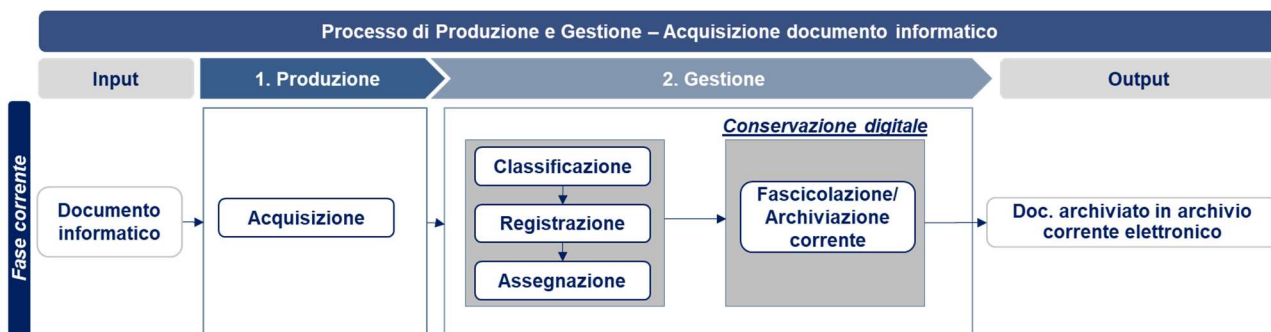 Processo di Produzione e Gestione – Acquisizione documento informatico
Input
1. Produzione
2. Gestione
Output
Fase corrente
Documento
informatico
Acquisizione
Classificazione
Registrazione
Assegnazione
Conservazione digitale
Fascicolazione/
Archiviazione
corrente
Doc. archiviato in archivio
corrente elettronico